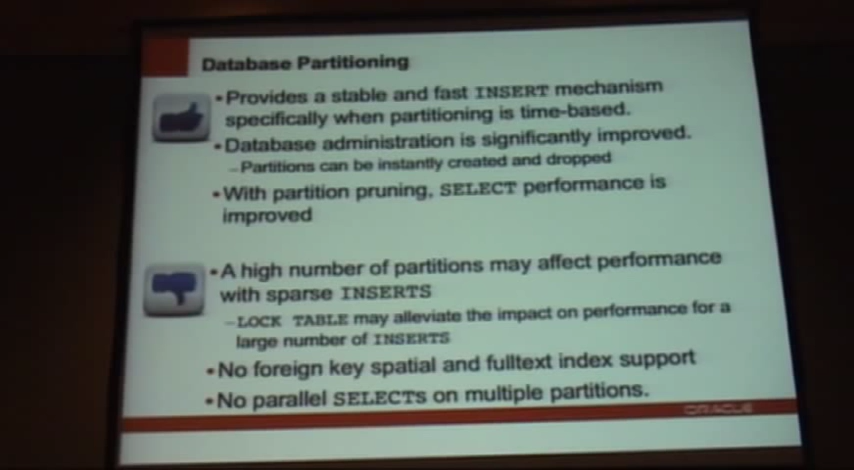 Database Partitioning
•Provides a stable and fast INSERT mechanism
specifically when partitioning is time-based.
•Database administration is significantly improved.
–Partitions can be instantly created and dropped
•With partition pruning, SELECT performance is
improved
•A high number of partitions may affect performance
with sparse INSERTS
–LOCK TABLE may alleviate the impact on performance for a
large number of INSERTS
•No foreign key spatial and fulltext index support
•No parallel SELECTs on multiple partitions.
ORACLE